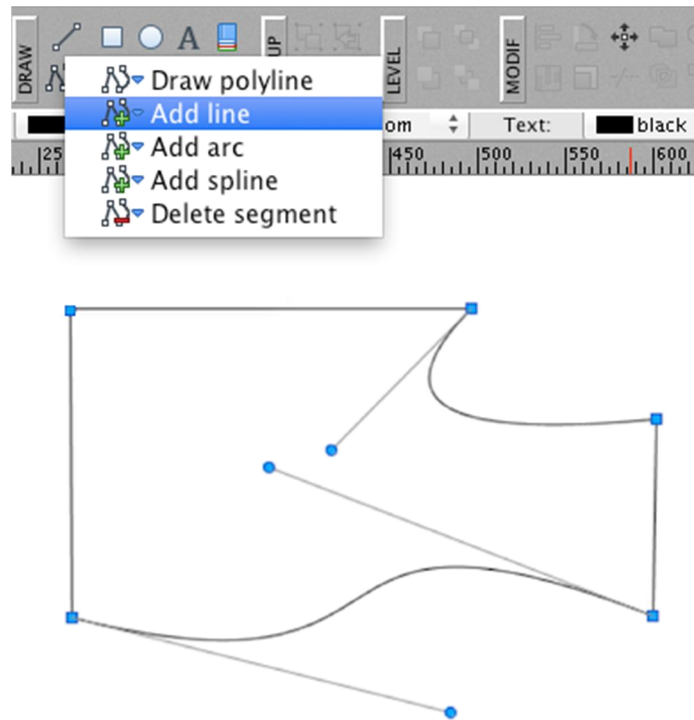 DRAW
A
UP
LEVEL
MODIF
Draw polyline
Add line
Add arc
Add spline
Delete segment
om
Text:
black
25
450
500
550
600